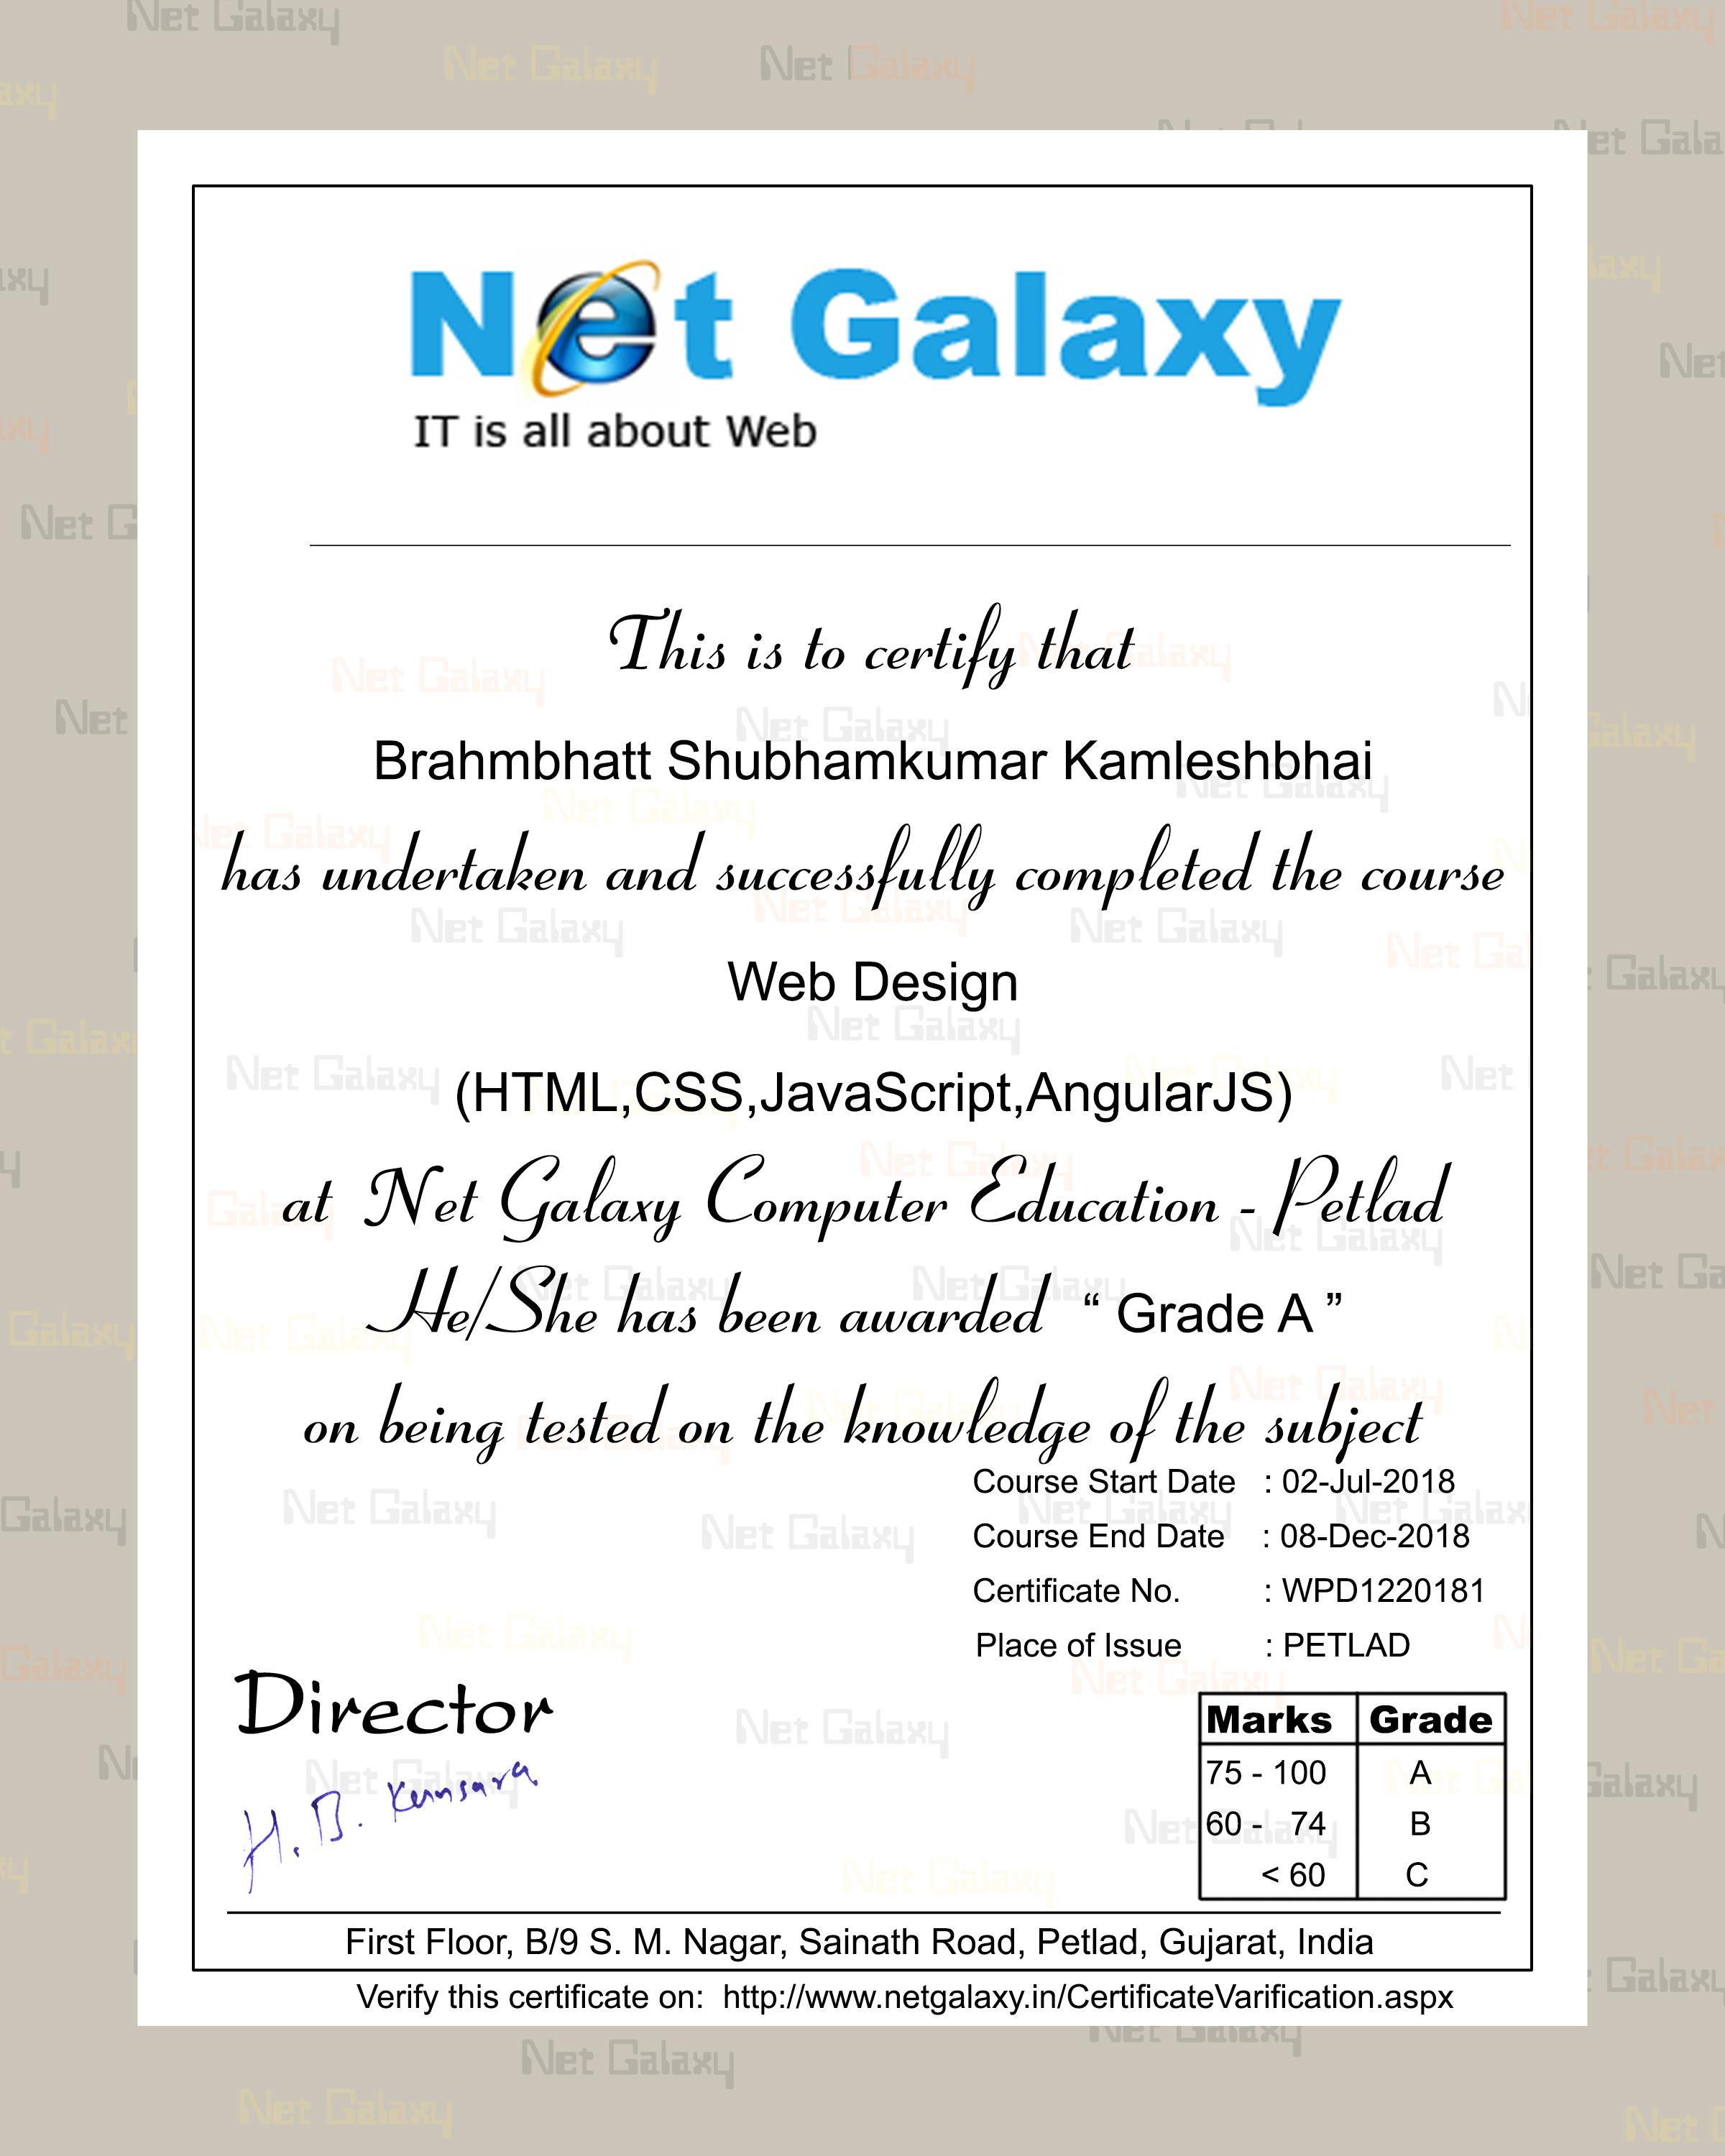 Net Galaxy
IT is all about Web
This is to certify that
Brahmbhatt Shubhamkumar Kamleshbhai
has undertaken and successfully completed the course
Web Design
(HTML,CSS,JavaScript,AngularJS)
at Net Galaxy Computer Education - Petlad
He/She has been awarded “ Grade A ”
on being tested on the knowledge of the subject
Course Start Date : 02-Jul-2018
Course End Date : 08-Dec-2018
Certificate No. : WPD1220181
Place of Issue : PETLAD
Director
H. B. Kansara
Marks Grade
75 - 100 A
60 - 74 B
< 60 C
First Floor, B/9 S. M. Nagar, Sainath Road, Petlad, Gujarat, India
Verify this certificate on: http://www.netgalaxy.in/CertificateVarification.aspx